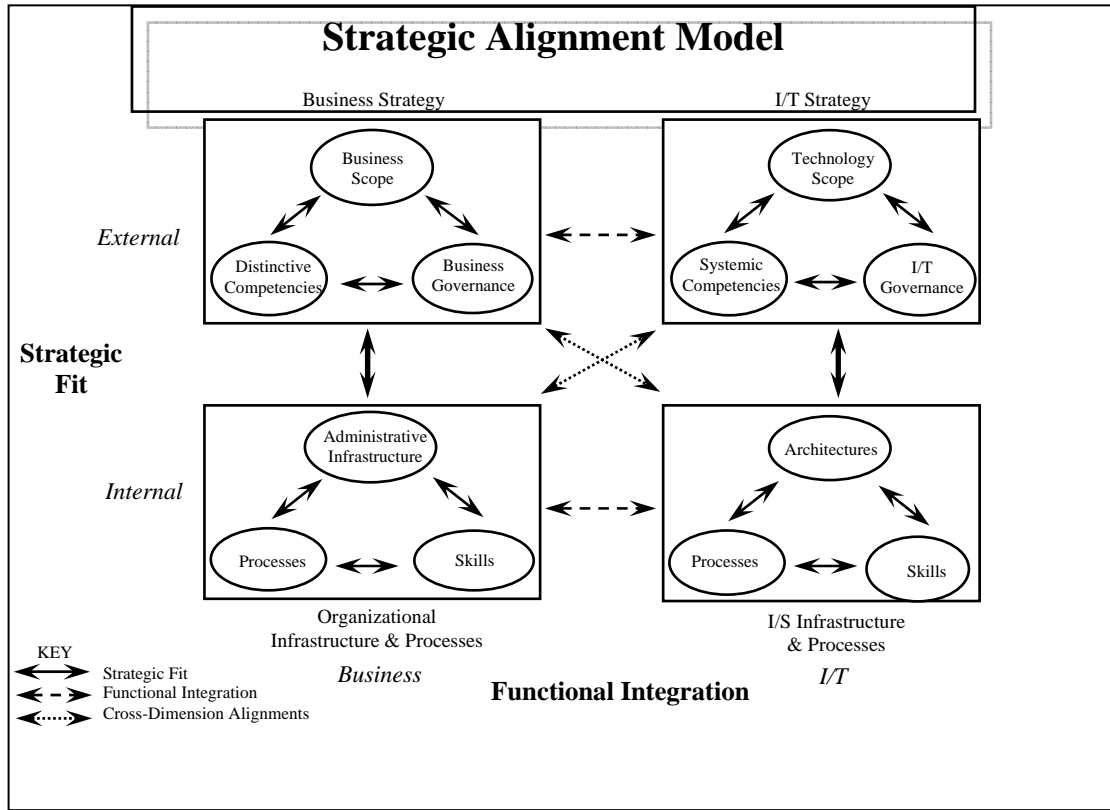 Strategic Alignment Model
Business Strategy
I/T Strategy
Business
Scope
Technology
Scope
External
Distinctive
Competencies
Business
Governance
Systemic
Competencies
I/T
Governance
Strategic
Fit
Administrative
Infrastructure
Architectures
Internal
Processes
Skills
Processes
Skills
Organizational
Infrastructure & Processes
I/S Infrastructure
& Processes
Business
I/T
Functional Integration
KEY
Strategic Fit
Functional Integration
Cross-Dimension Alignments